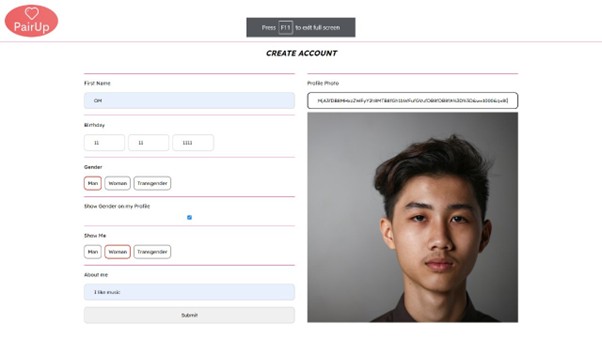 PairUp
Press F11 to exit full screen
CREATE ACCOUNT
First Name
OM
Birthday
11 11 1111
Gender
Man Woman Transgender
Show Gender on my Profile
Show Me
Man Woman Transgender
About me
I like music
Submit
Profile Photo